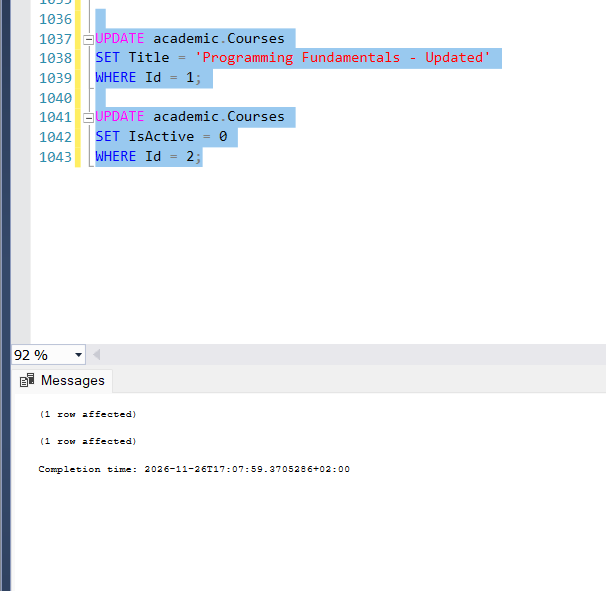 1036
1037 UPDATE academic.Courses
1038 SET Title = 'Programming Fundamentals - Updated'
1039 WHERE Id = 1;
1040
1041 UPDATE academic.Courses
1042 SET IsActive = 0
1043 WHERE Id = 2;
92 %
Messages
(1 row affected)
(1 row affected)
Completion time: 2026-11-26T17:07:59.3705286+02:00